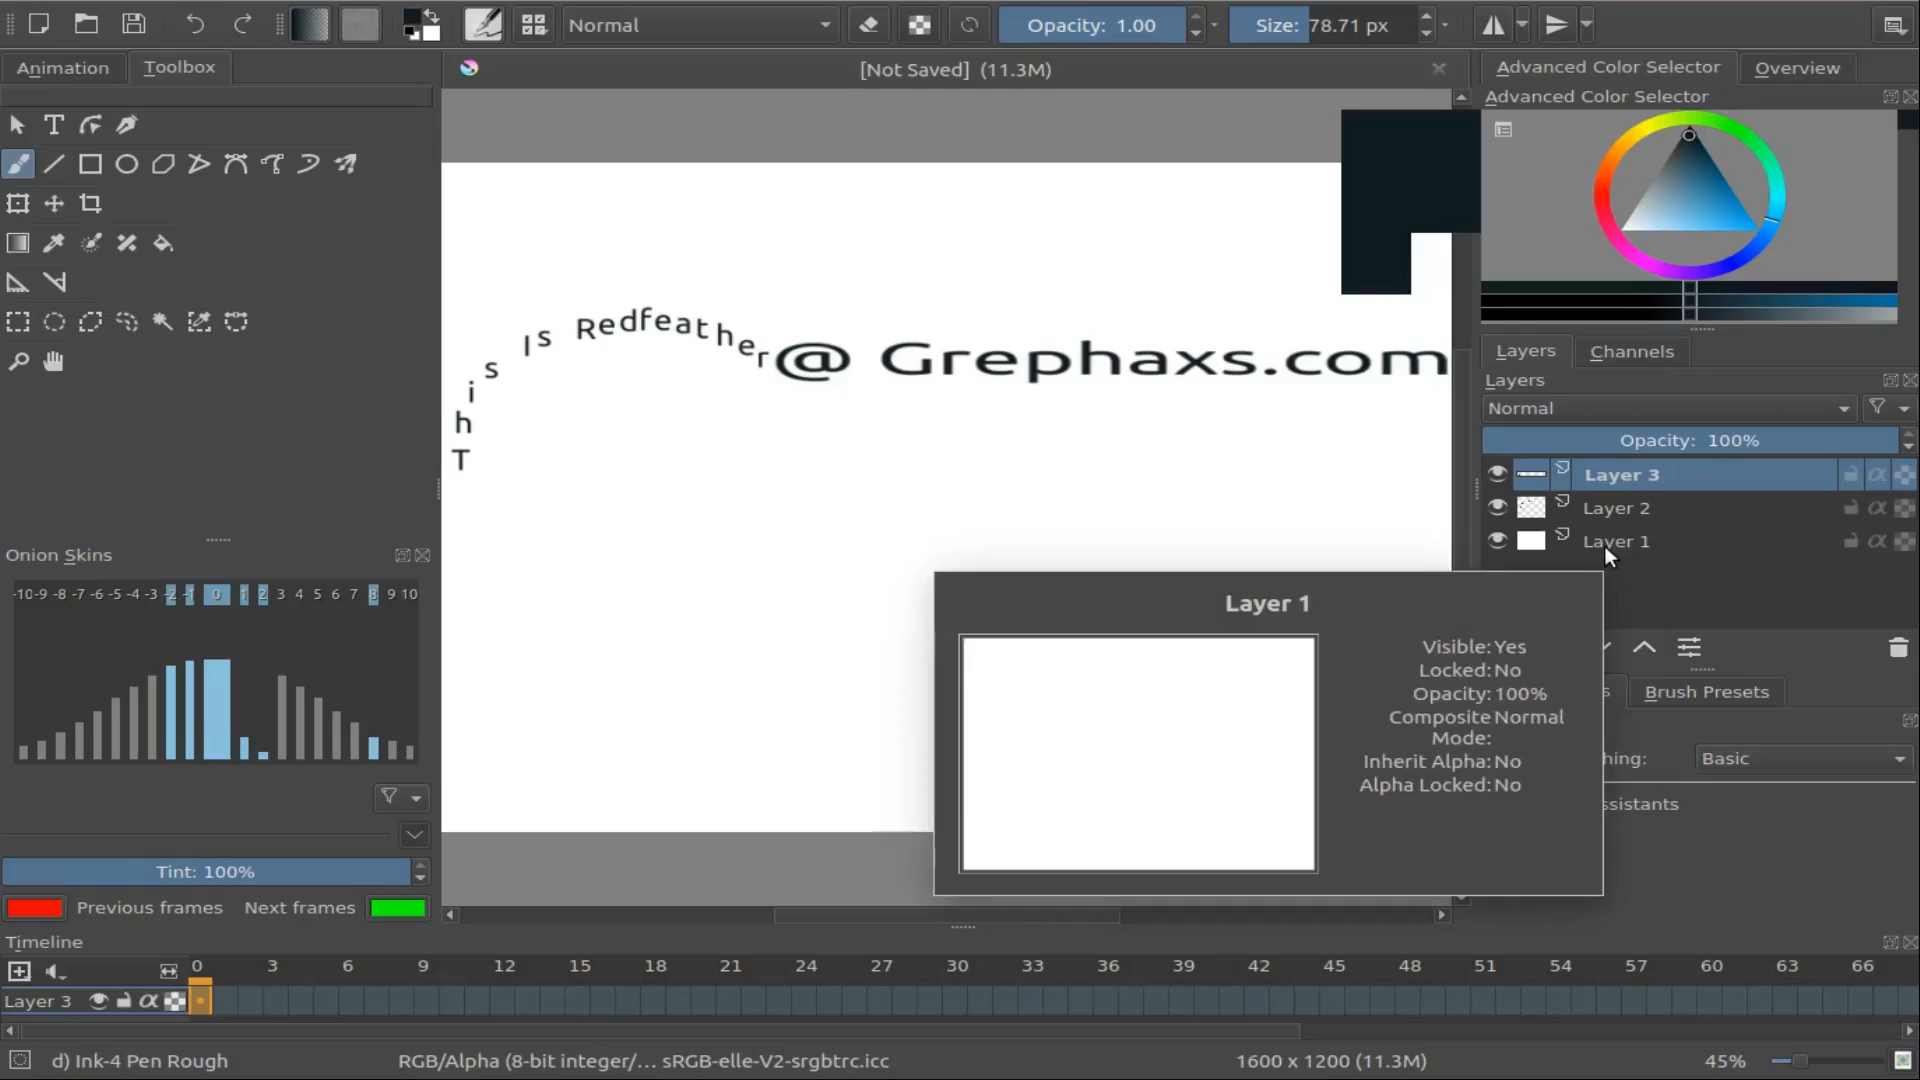 Normal
Opacity: 1.00
Size: 78.71 px
Animation
Toolbox
[Not Saved] (11.3M)
Advanced Color Selector
Overview
Advanced Color Selector
This Is Redfeather
@ Grephaxs.com
Layers
Channels
Layers
Normal
Opacity: 100%
Layer 3
Layer 2
Layer 1
Onion Skins
-10 -9 -8 -7 -6 -5 -4 -3 -2 -1 0 1 2 3 4 5 6 7 8 9 10
Layer 1
Visible: Yes
Locked: No
Opacity: 100%
Composite Mode: Normal
Inherit Alpha: No
Alpha Locked: No
s
Brush Presets
hing:
Basic
ssistants
Tint: 100%
Previous frames
Next frames
Timeline
0 3 6 9 12 15 18 21 24 27 30 33 36 39 42 45 48 51 54 57 60 63 66
Layer 3
d) Ink-4 Pen Rough
RGB/Alpha (8-bit integer/... sRGB-elle-V2-srgbtrc.icc
1600 x 1200 (11.3M)
45%